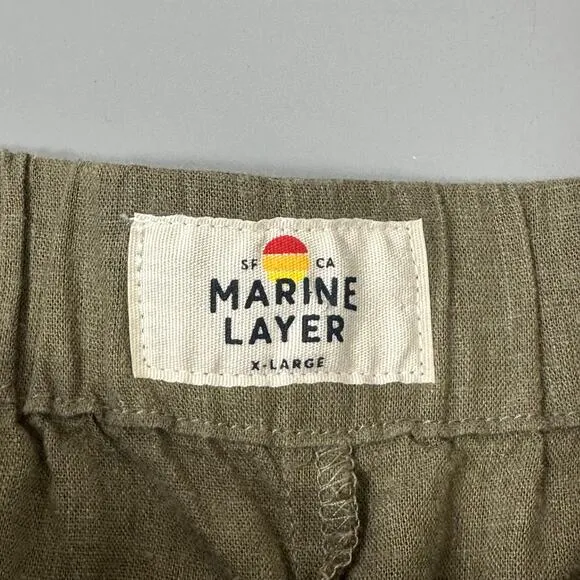 SF CA
MARINE
LAYER
X-LARGE